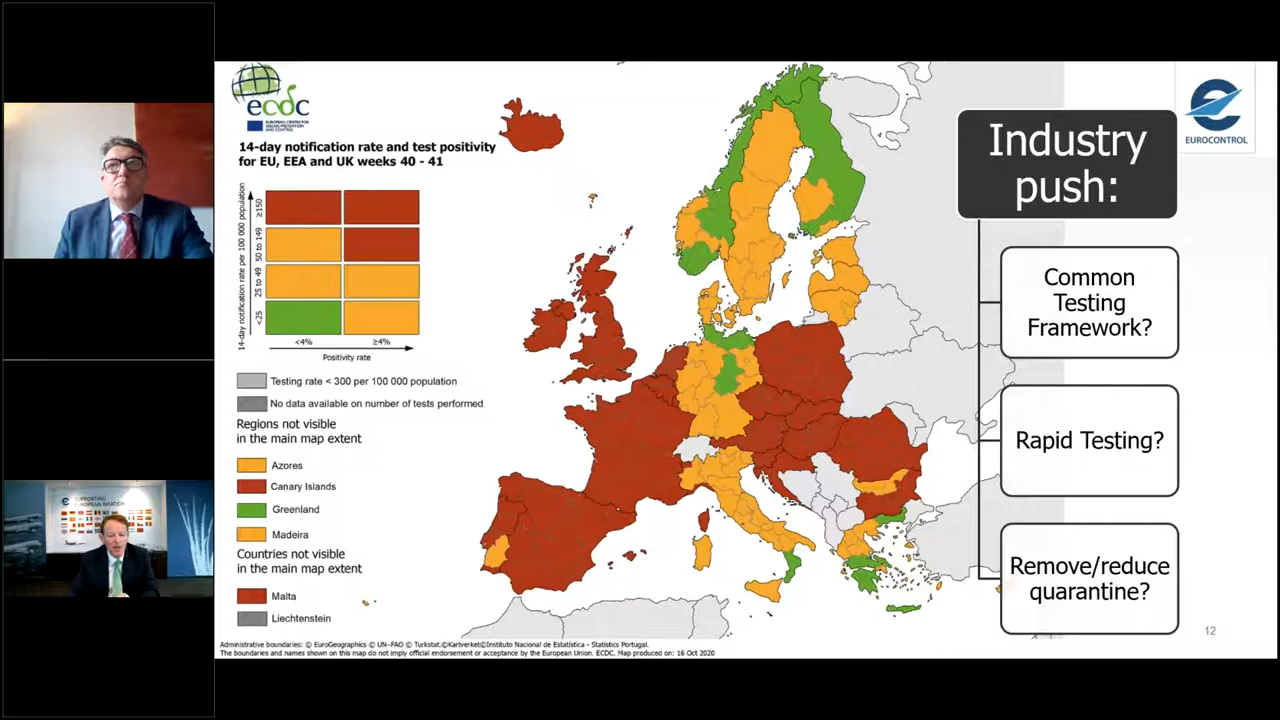 ecdc
EUROPEAN CENTRE FOR
DISEASE PREVENTION
AND CONTROL
14-day notification rate and test positivity
for EU, EEA and UK weeks 40 - 41
14-day notification rate per 100 000 population
≥150
50 to 149
25 to 49
<25
<4%
≥4%
Positivity rate
Testing rate < 300 per 100 000 population
No data available on number of tests performed
Regions not visible
in the main map extent
Azores
Canary Islands
Greenland
Madeira
Countries not visible
in the main map extent
Malta
Liechtenstein
Administrative boundaries: © EuroGeographics © UN-FAO © Turkstat.©Kartverket©Instituto Nacional de Estatística - Statistics Portugal.
The boundaries and names shown on this map do not imply official endorsement or acceptance by the European Union. ECDC. Map produced on: 16 Oct 2020
EUROCONTROL
Industry
push:
Common
Testing
Framework?
Rapid Testing?
Remove/reduce
quarantine?
12
SUPPORTING
EUROPEAN AVIATION